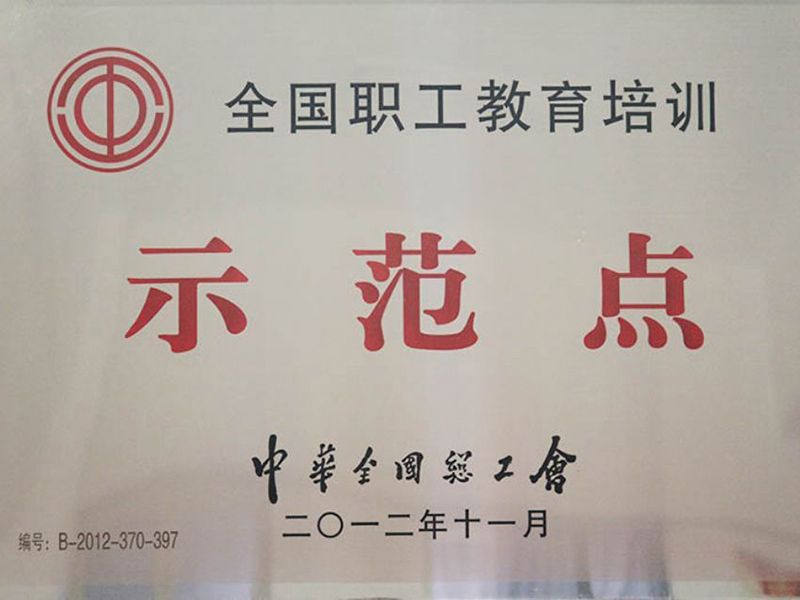 全国职工教育培训
示范点
中華全國總工會
二〇一二年十一月
编号：B-2012-370-397